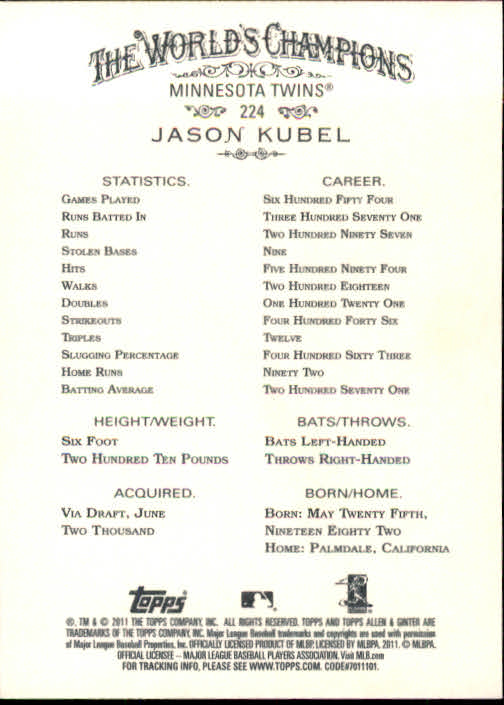 THE WORLD'S CHAMPIONS
MINNESOTA TWINS®
224
JASON KUBEL
STATISTICS. CAREER.
GAMES PLAYED SIX HUNDRED FIFTY FOUR
RUNS BATTED IN THREE HUNDRED SEVENTY ONE
RUNS TWO HUNDRED NINETY SEVEN
STOLEN BASES NINE
HITS FIVE HUNDRED NINETY FOUR
WALKS TWO HUNDRED EIGHTEEN
DOUBLES ONE HUNDRED TWENTY ONE
STRIKEOUTS FOUR HUNDRED FORTY SIX
TRIPLES TWELVE
SLUGGING PERCENTAGE FOUR HUNDRED SIXTY THREE
HOME RUNS NINETY TWO
BATTING AVERAGE TWO HUNDRED SEVENTY ONE
HEIGHT/WEIGHT. BATS/THROWS.
SIX FOOT BATS LEFT-HANDED
TWO HUNDRED TEN POUNDS THROWS RIGHT-HANDED
ACQUIRED. BORN/HOME.
VIA DRAFT, JUNE BORN: MAY TWENTY FIFTH,
TWO THOUSAND NINETEEN EIGHTY TWO
HOME: PALMDALE, CALIFORNIA
Topps
®, TM & © 2011 THE TOPPS COMPANY, INC. ALL RIGHTS RESERVED. TOPPS AND TOPPS ALLEN & GINTER ARE
TRADEMARKS OF THE TOPPS COMPANY, INC. Major League Baseball trademarks and copyrights are used with permission
of Major League Baseball Properties, Inc. OFFICIALLY LICENSED PRODUCT OF MLBP. LICENSED BY MLBPA, 2011. © MLBPA.
OFFICIAL LICENSEE – MAJOR LEAGUE BASEBALL PLAYERS ASSOCIATION. Visit MLB.com
FOR TRACKING INFO, PLEASE SEE WWW.TOPPS.COM. CODE#7011101.